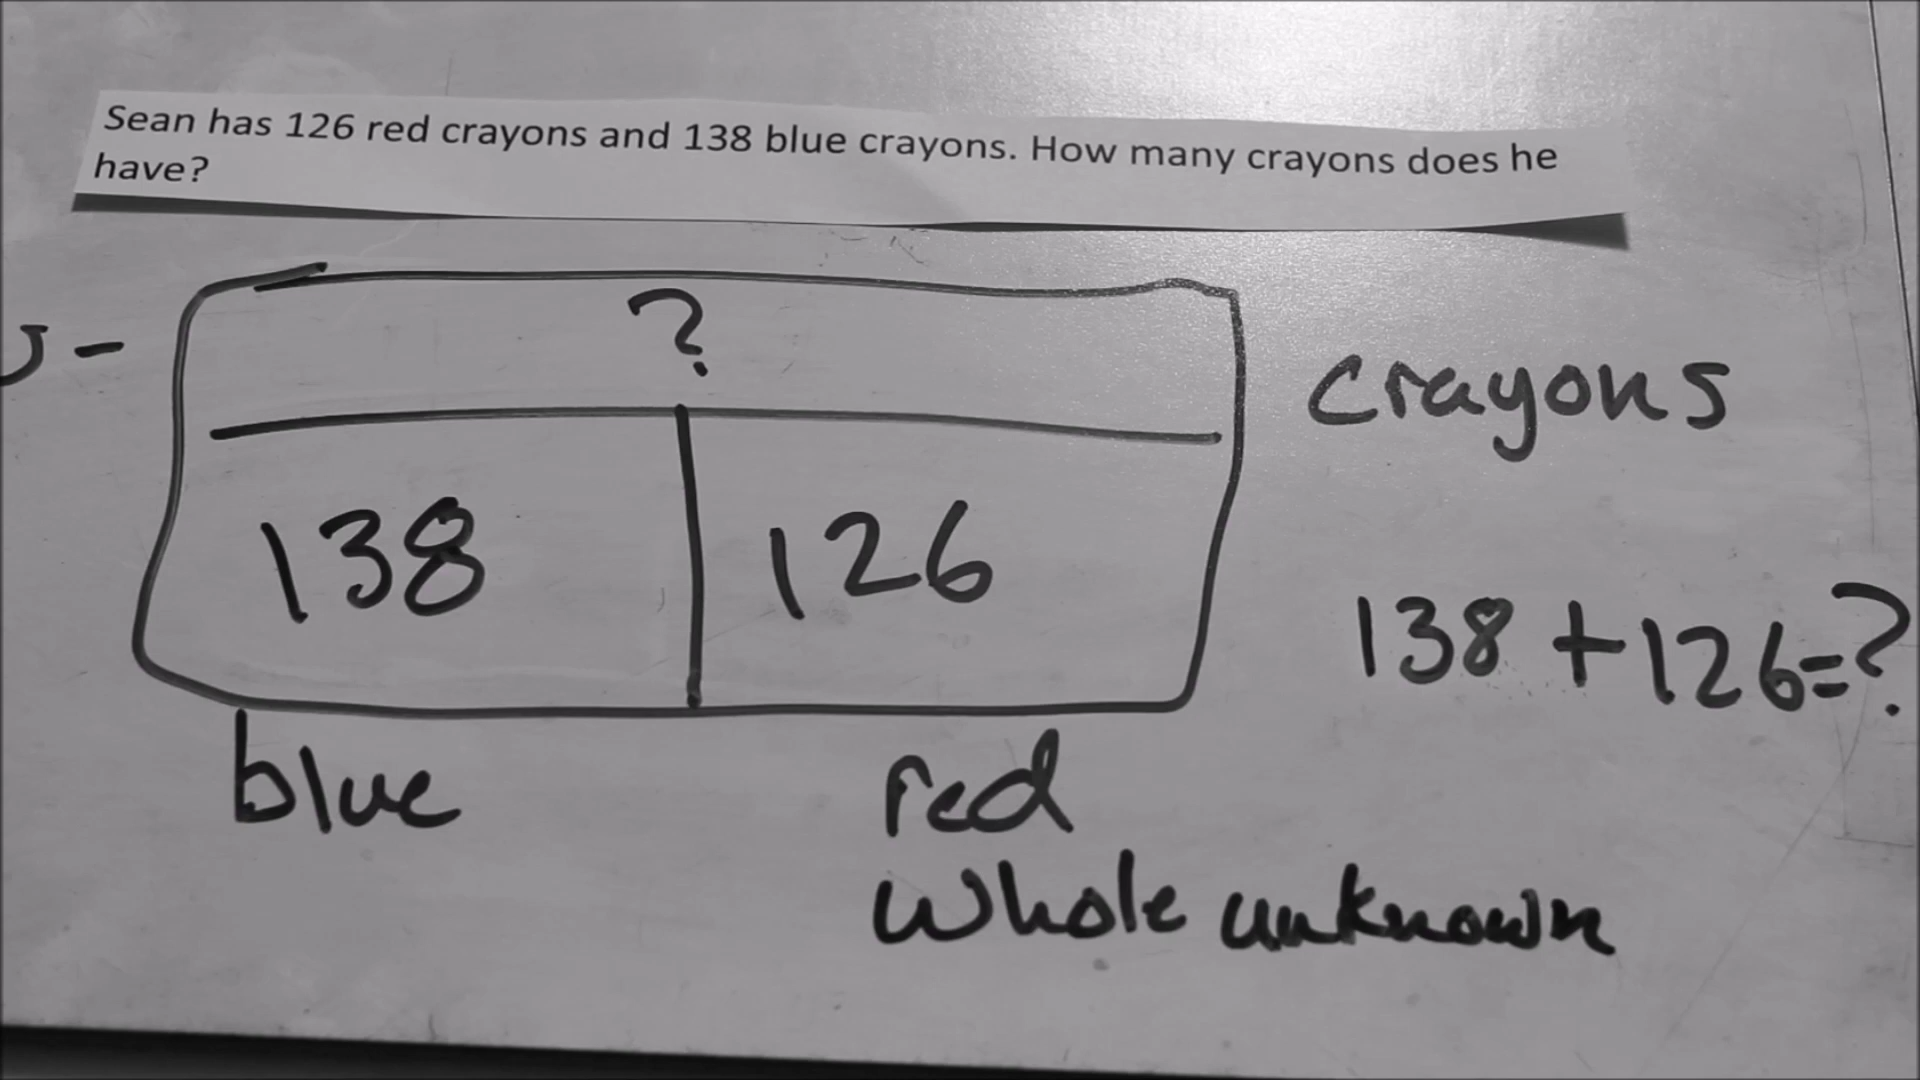 Sean has 126 red crayons and 138 blue crayons. How many crayons does he
have?
?
crayons
138
126
138 + 126 = ?
blue
red
Whole unknown